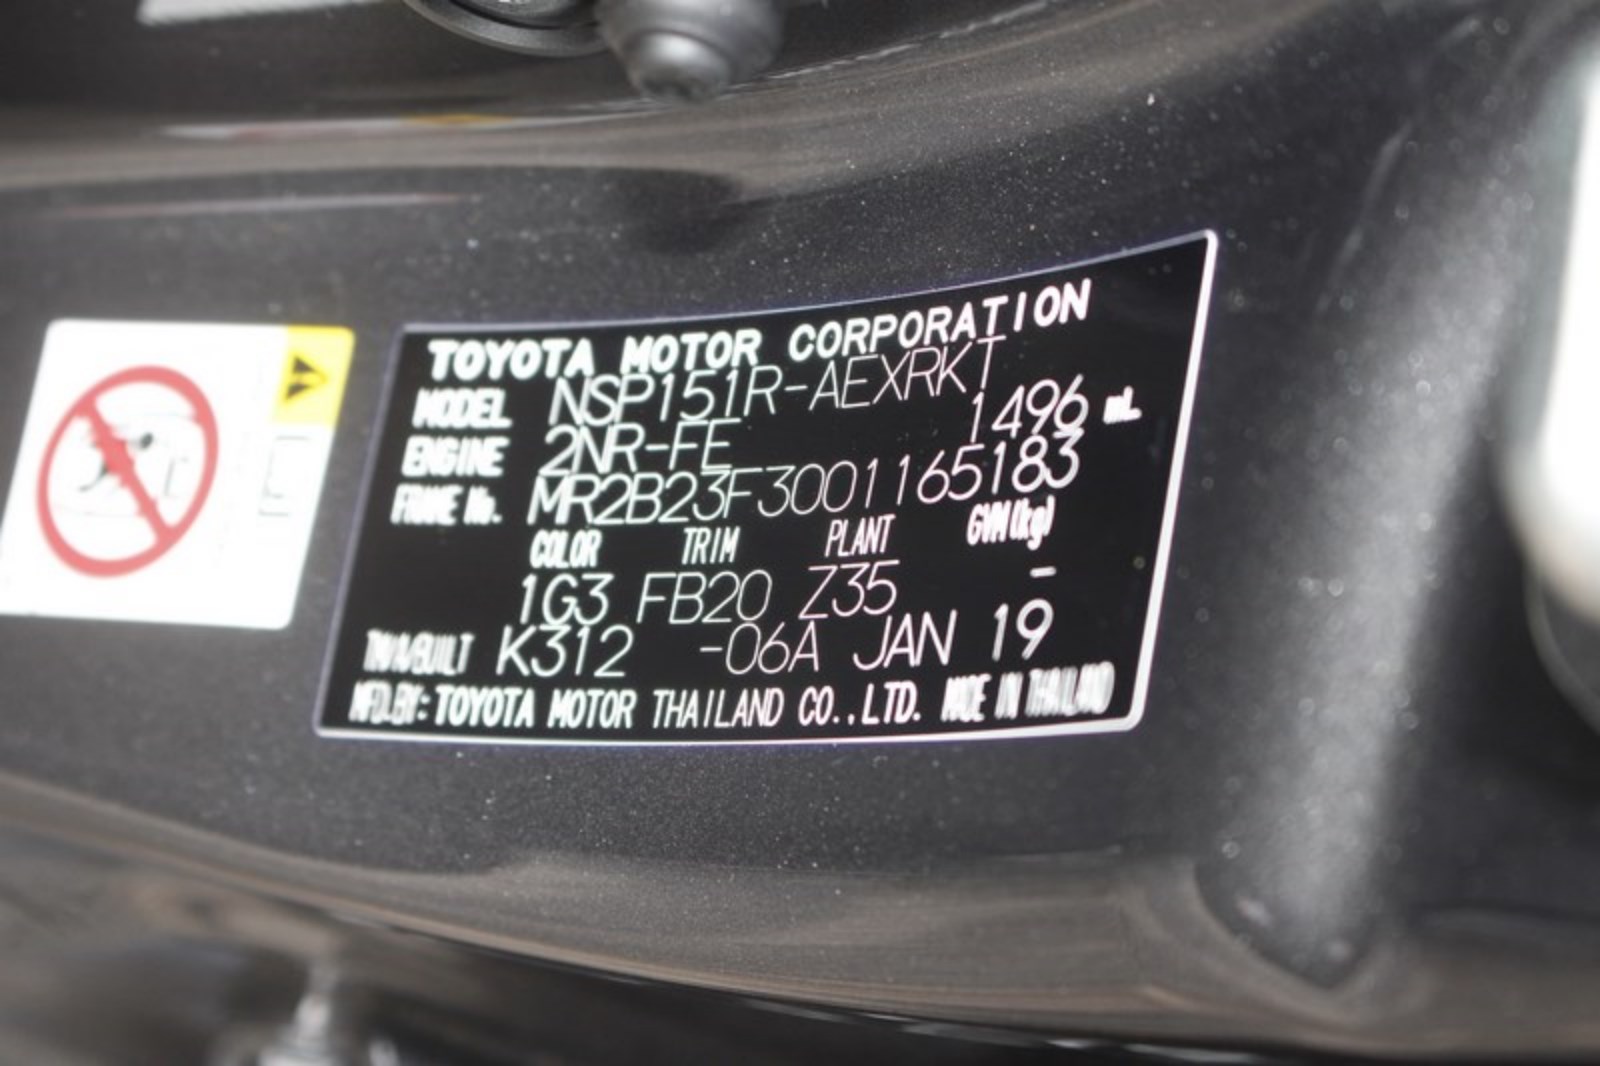 TOYOTA MOTOR CORPORATION
MODEL NSP151R-AEXRKT
ENGINE 2NR-FE 1496 mL
FRAME No. MR2B23F3001165183
COLOR TRIM PLANT GVM(kg)
1G3 FB20 Z35 -
TM/A/BUILT K312 -06A JAN 19
MFD.BY: TOYOTA MOTOR THAILAND CO.,LTD. MADE IN THAILAND